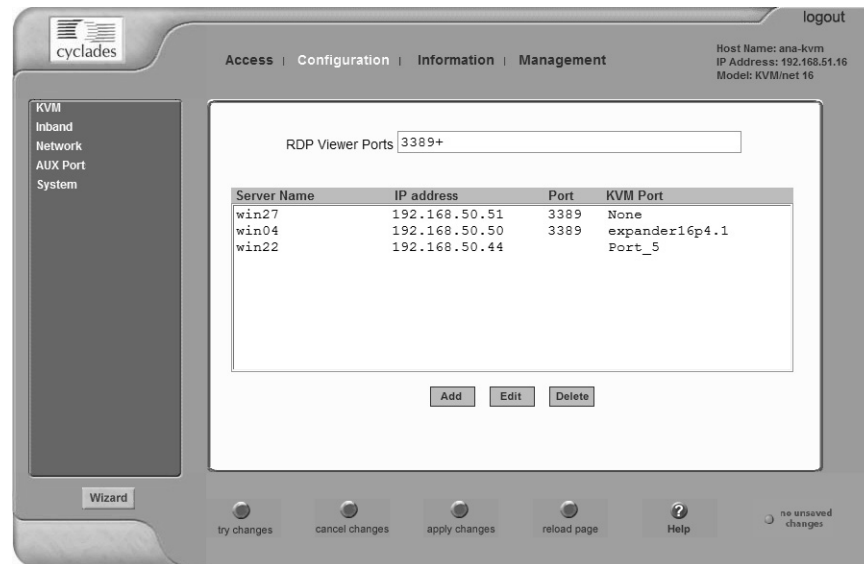 logout
cyclades
Access | Configuration | Information | Management
Host Name: ana-kvm
IP Address: 192.168.51.16
Model: KVM/net 16
KVM
Inband
Network
AUX Port
System
RDP Viewer Ports 3389+
Server Name IP address Port KVM Port
win27 192.168.50.51 3389 None
win04 192.168.50.50 3389 expander16p4.1
win22 192.168.50.44 Port_5
Add Edit Delete
Wizard
try changes cancel changes apply changes reload page ? Help
no unsaved
changes